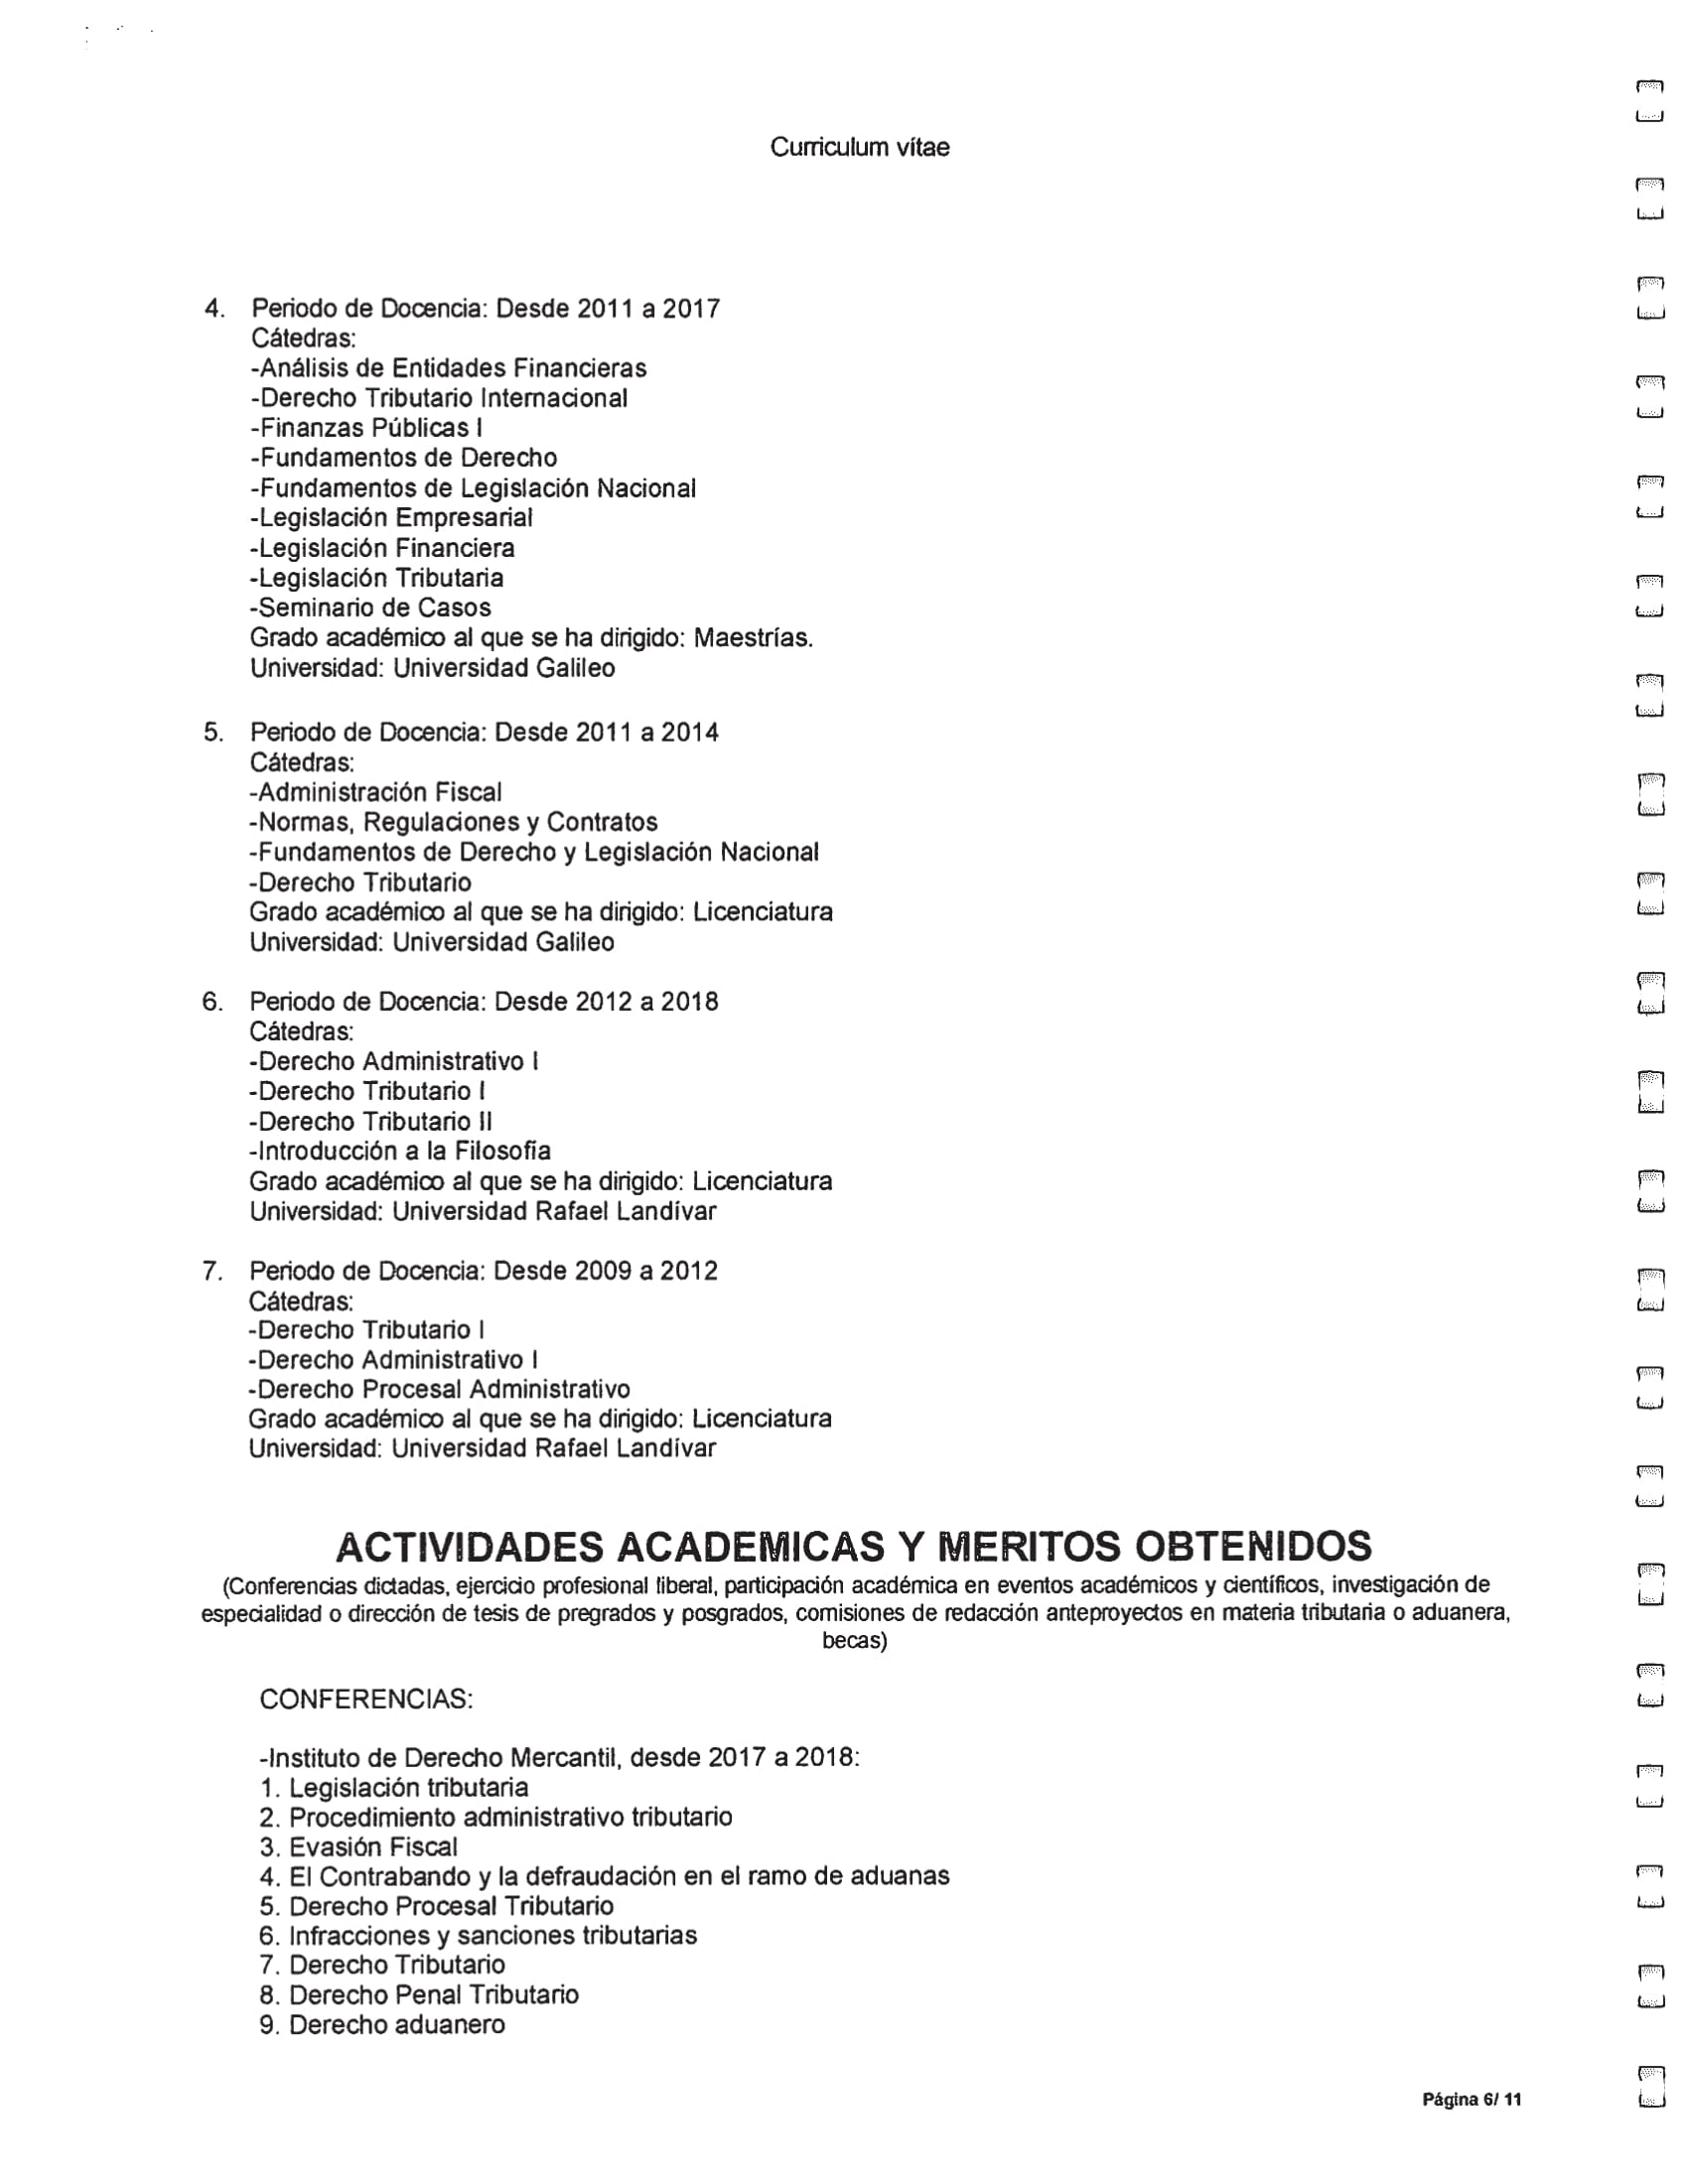 Curriculum vítae
4. Periodo de Docencia: Desde 2011 a 2017
Cátedras:
-Análisis de Entidades Financieras
-Derecho Tributario Internacional
-Finanzas Públicas I
-Fundamentos de Derecho
-Fundamentos de Legislación Nacional
-Legislación Empresarial
-Legislación Financiera
-Legislación Tributaria
-Seminario de Casos
Grado académico al que se ha dirigido: Maestrías.
Universidad: Universidad Galileo
5. Periodo de Docencia: Desde 2011 a 2014
Cátedras:
-Administración Fiscal
-Normas, Regulaciones y Contratos
-Fundamentos de Derecho y Legislación Nacional
-Derecho Tributario
Grado académico al que se ha dirigido: Licenciatura
Universidad: Universidad Galileo
6. Periodo de Docencia: Desde 2012 a 2018
Cátedras:
-Derecho Administrativo I
-Derecho Tributario I
-Derecho Tributario II
-Introducción a la Filosofía
Grado académico al que se ha dirigido: Licenciatura
Universidad: Universidad Rafael Landívar
7. Periodo de Docencia: Desde 2009 a 2012
Cátedras:
-Derecho Tributario I
-Derecho Administrativo I
-Derecho Procesal Administrativo
Grado académico al que se ha dirigido: Licenciatura
Universidad: Universidad Rafael Landívar
ACTIVIDADES ACADEMICAS Y MERITOS OBTENIDOS
(Conferencias dictadas, ejercicio profesional liberal, participación académica en eventos académicos y científicos, investigación de
especialidad o dirección de tesis de pregrados y posgrados, comisiones de redacción anteproyectos en materia tributaria o aduanera,
becas)
CONFERENCIAS:
-Instituto de Derecho Mercantil, desde 2017 a 2018:
1. Legislación tributaria
2. Procedimiento administrativo tributario
3. Evasión Fiscal
4. El Contrabando y la defraudación en el ramo de aduanas
5. Derecho Procesal Tributario
6. Infracciones y sanciones tributarias
7. Derecho Tributario
8. Derecho Penal Tributario
9. Derecho aduanero
Página 6/ 11